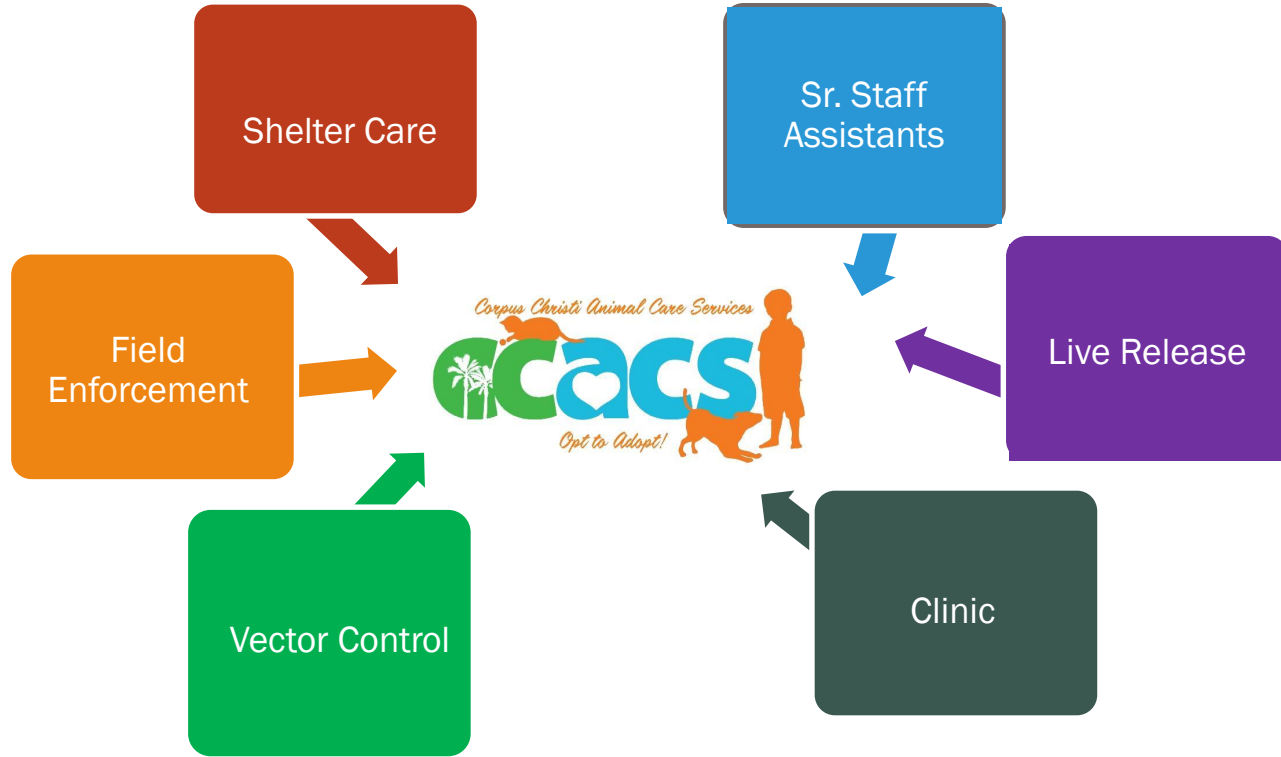 Shelter Care
Sr. Staff
Assistants
Field
Enforcement
Corpus Christi Animal Care Services
ccacs
Opt to Adopt!
Live Release
Vector Control
Clinic